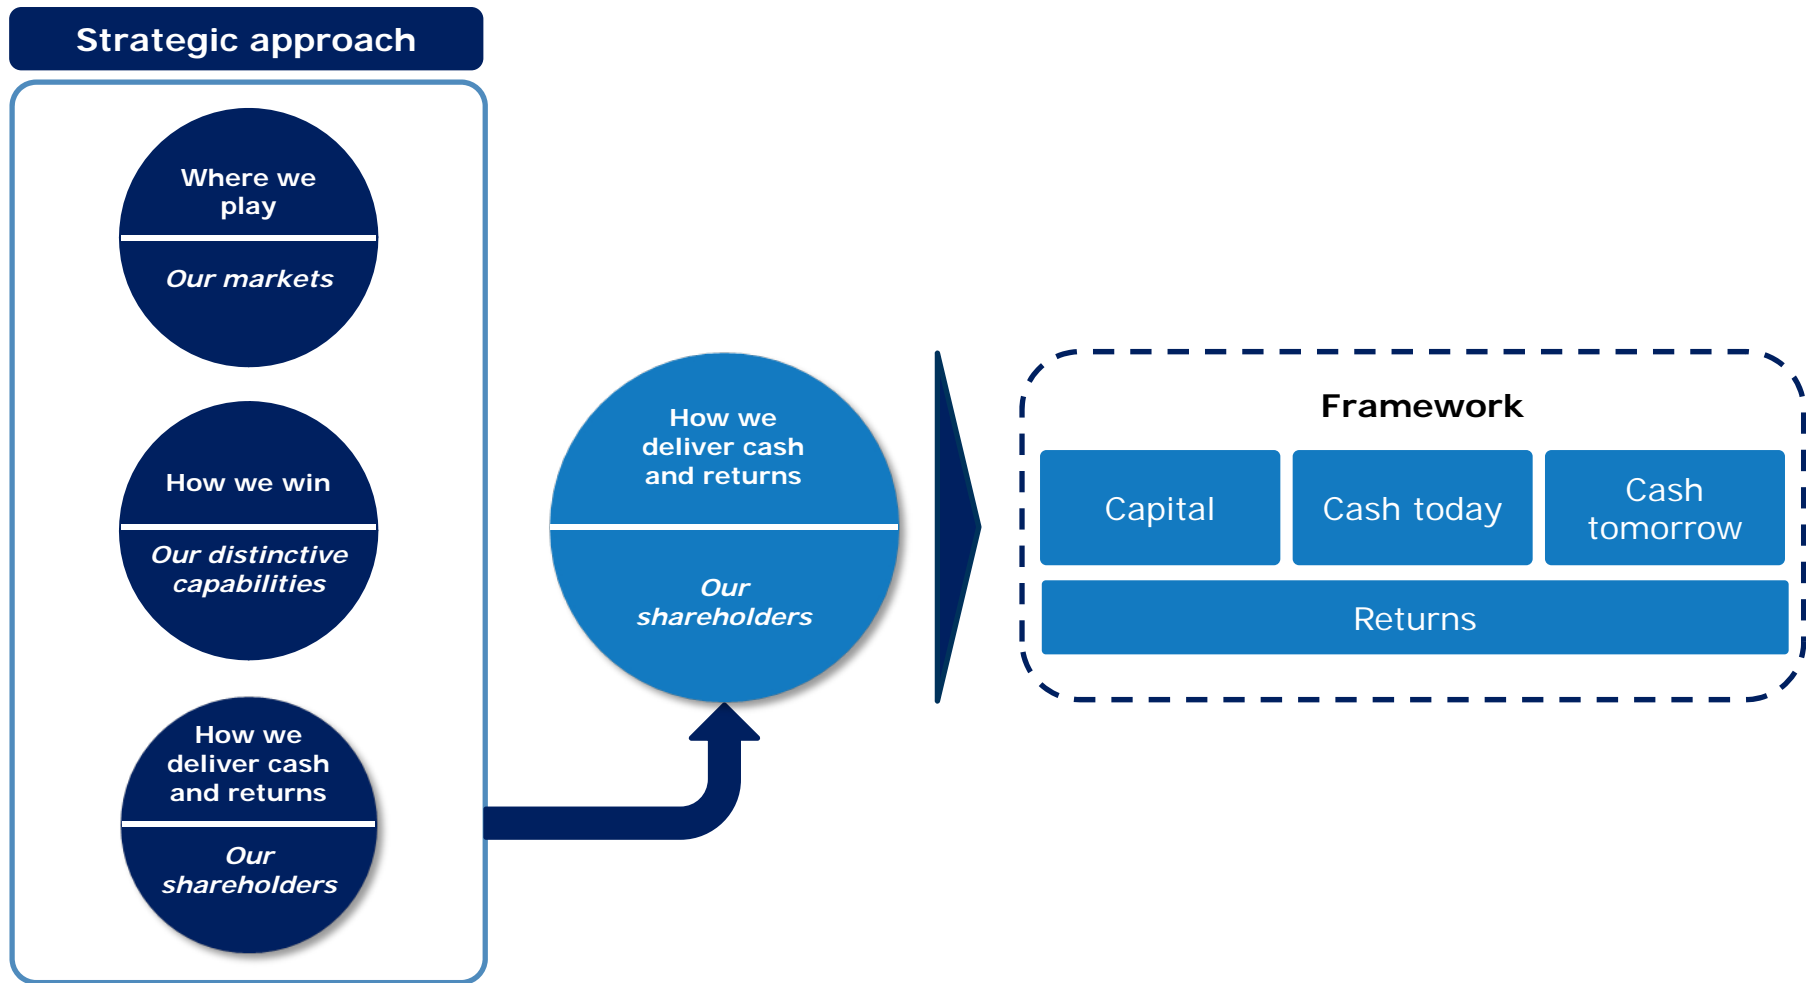 Strategic approach
Where we
play
Our markets
How we win
Our distinctive
capabilities
How we
deliver cash
and returns
Our
shareholders
How we
deliver cash
and returns
Our
shareholders
Framework
Capital
Cash today
Cash
tomorrow
Returns